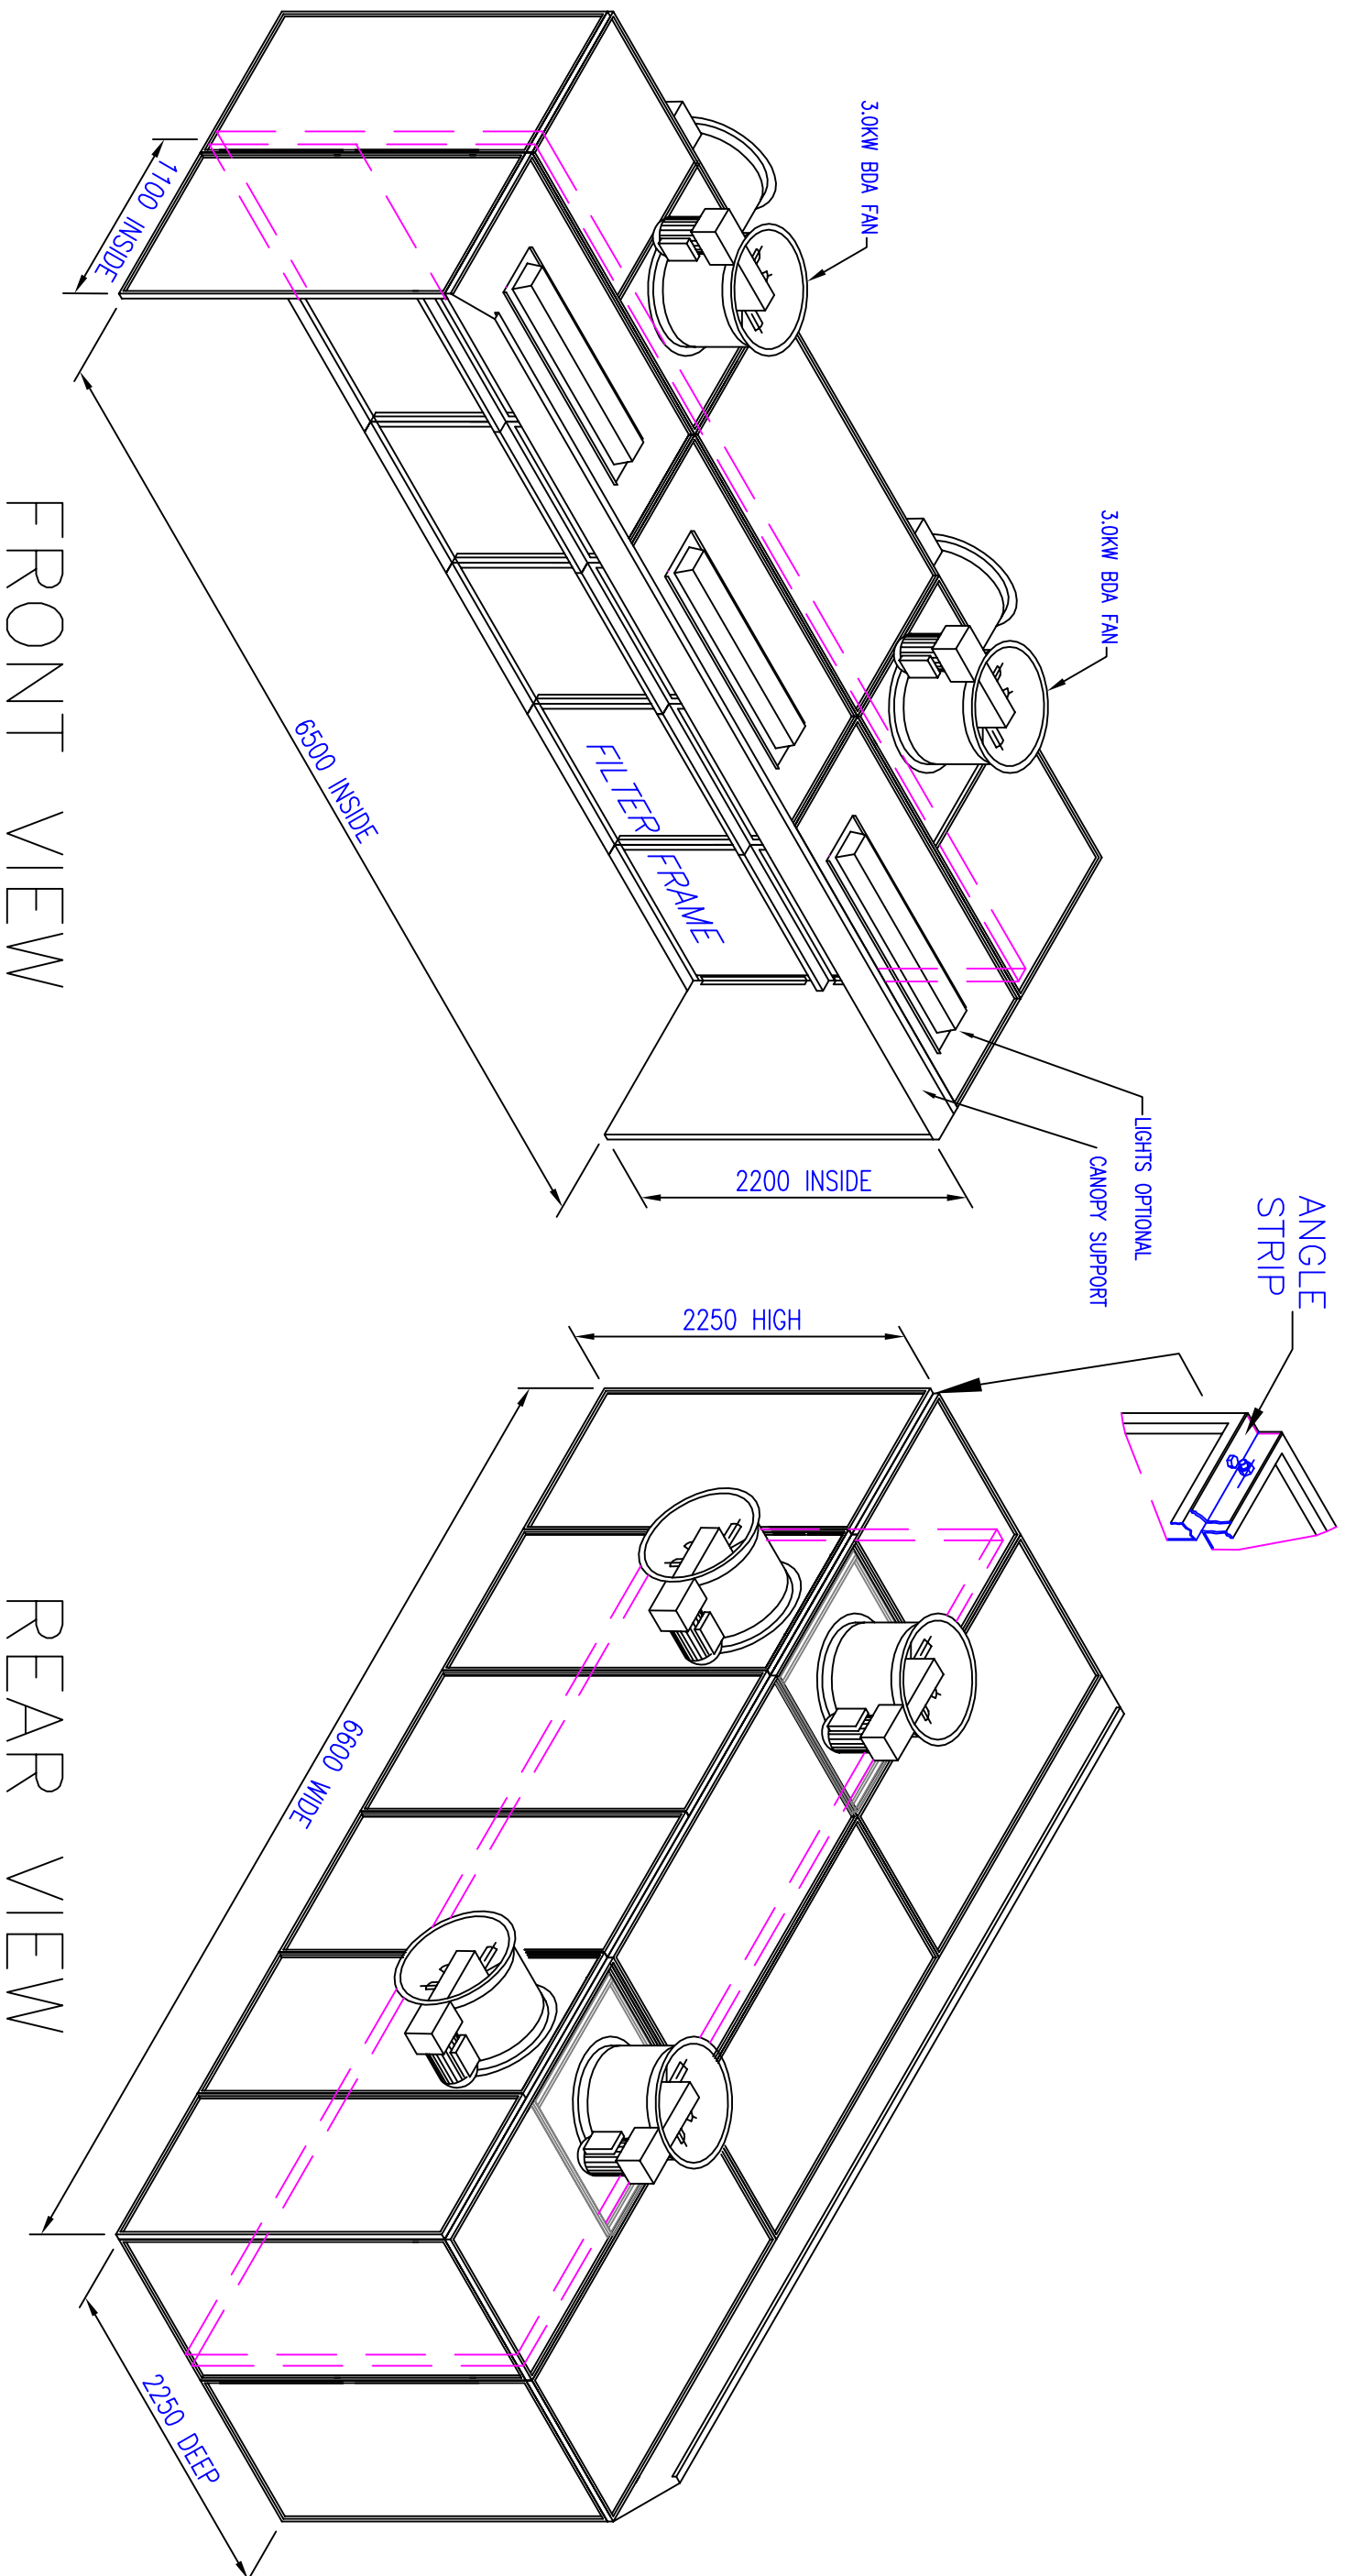 3.0KW BDA FAN
3.0KW BDA FAN
LIGHTS OPTIONAL
CANOPY SUPPORT
1100 INSIDE
6500 INSIDE
2200 INSIDE
FILTER FRAME
FRONT VIEW
ANGLE
STRIP
2250 HIGH
6600 WIDE
2250 DEEP
REAR VIEW